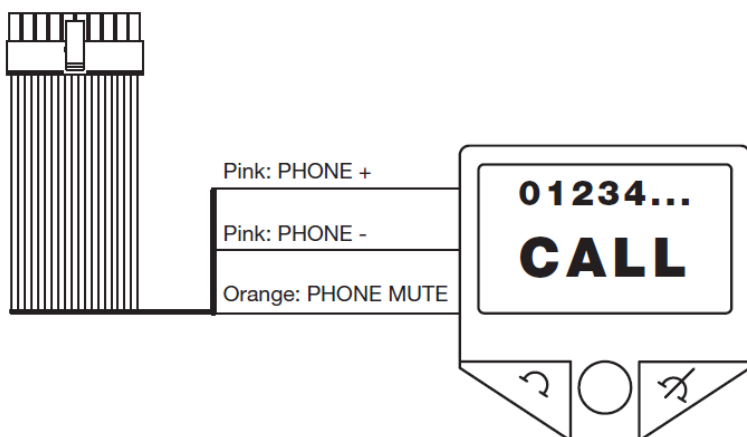 Pink: PHONE +
Pink: PHONE -
Orange: PHONE MUTE
01234...
CALL